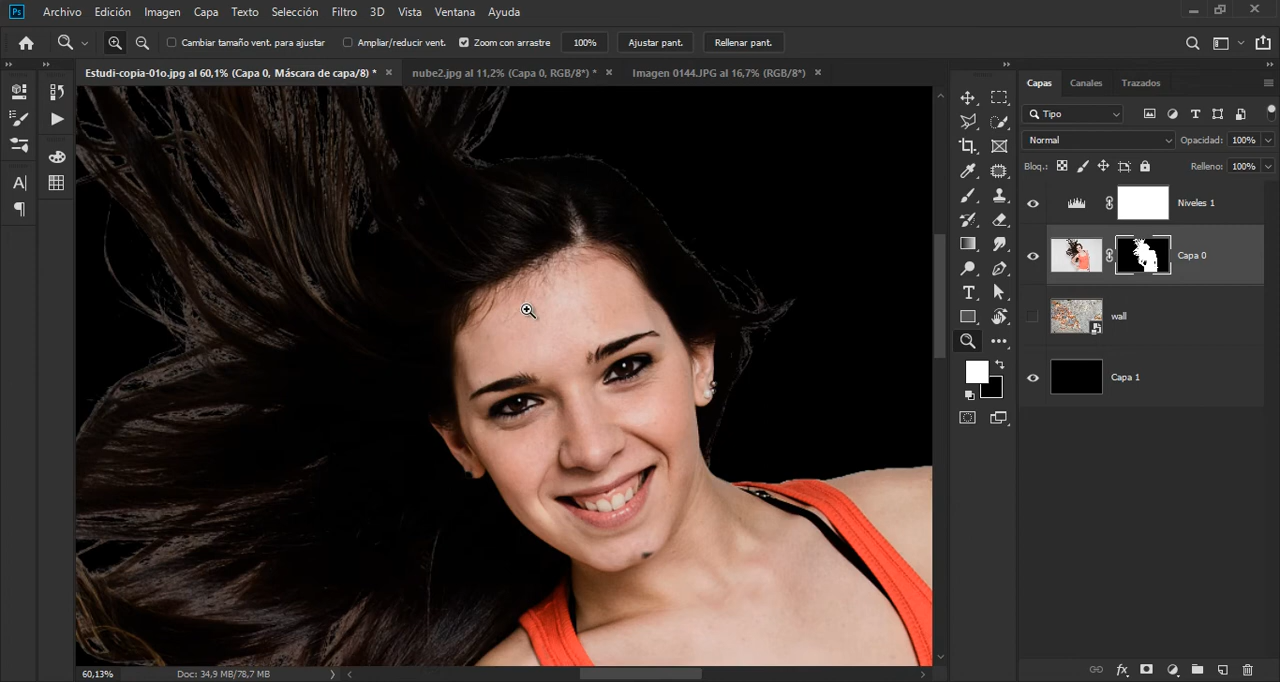 Ps Archivo Edición Imagen Capa Texto Selección Filtro 3D Vista Ventana Ayuda
Cambiar tamaño vent. para ajustar Ampliar/reducir vent. Zoom con arrastre 100% Ajustar pant. Rellenar pant.
Estudi-copia-01o.jpg al 60,1% (Capa 0, Máscara de capa/8) * × nube2.jpg al 11,2% (Capa 0, RGB/8*) * × Imagen 0144.JPG al 16,7% (RGB/8*) ×
Capas Canales Trazados
Tipo
Normal Opacidad: 100%
Bloq.: Relleno: 100%
Niveles 1
Capa 0
wall
Capa 1
60,13% Doc: 34,9 MB/78,7 MB